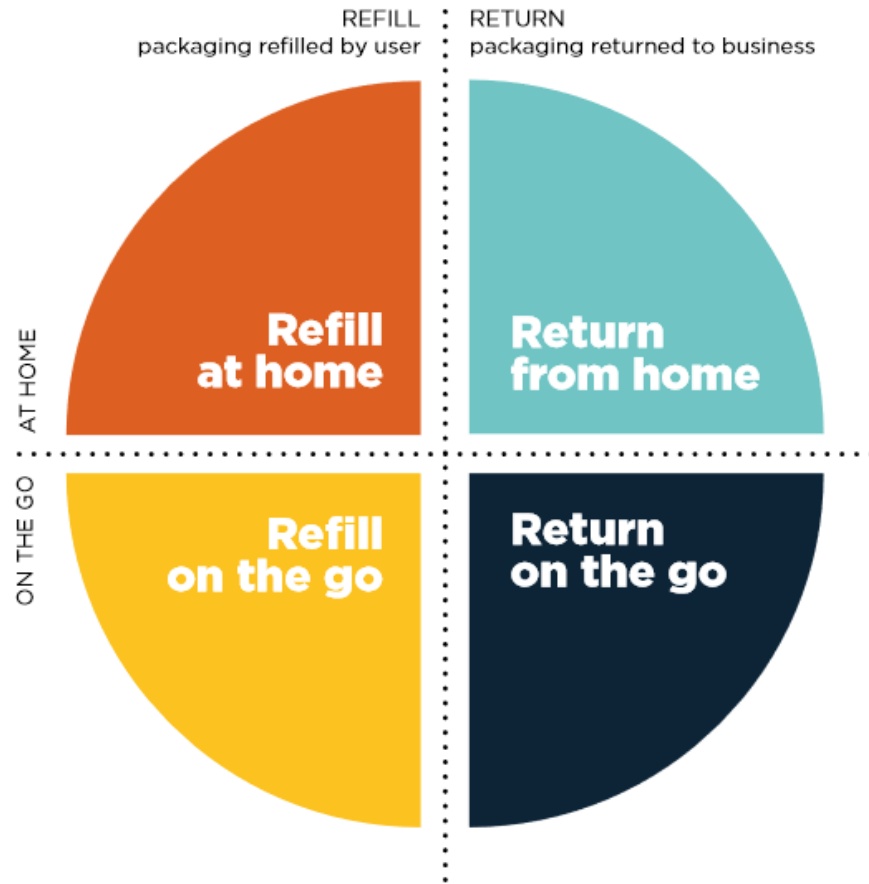 REFILL
packaging refilled by user
RETURN
packaging returned to business
AT HOME
Refill
at home
Return
from home
ON THE GO
Refill
on the go
Return
on the go